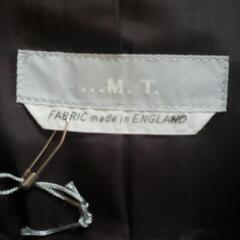 ...M. T.
FABRIC made in ENGLAND